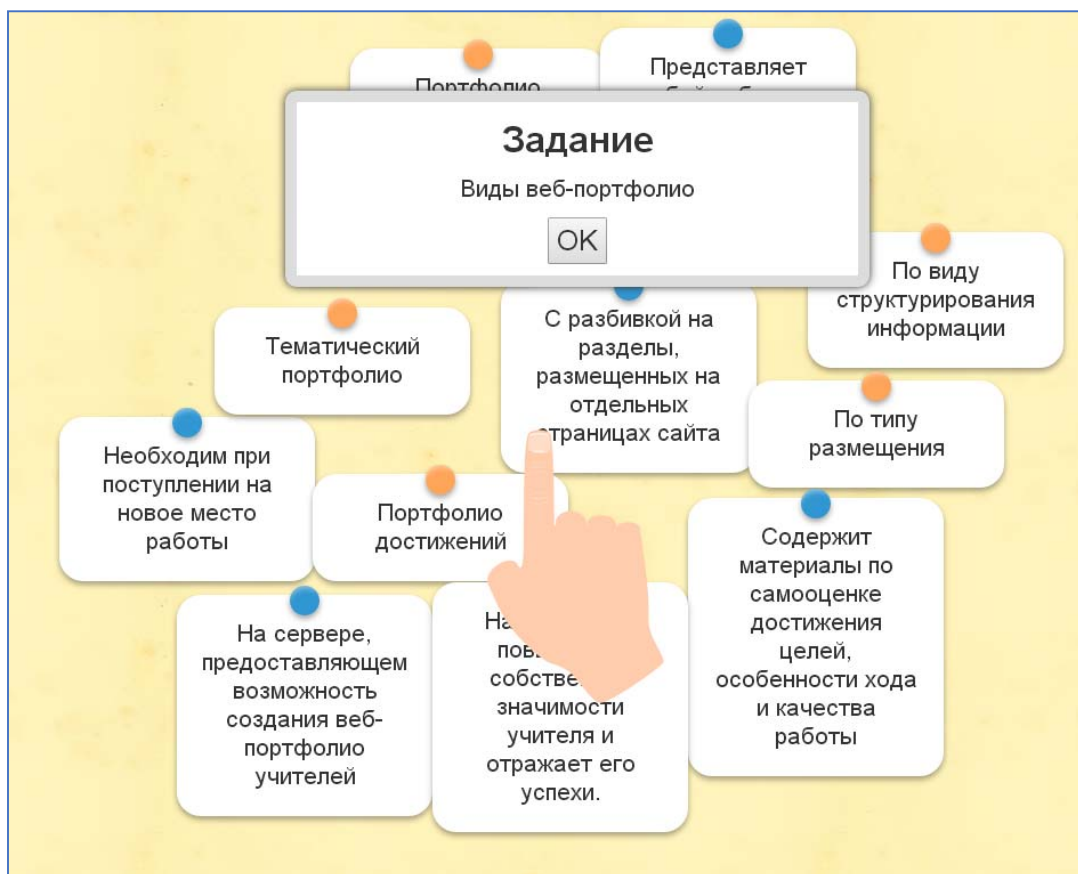 Портфолио
Представляет
Задание
Виды веб-портфолио
OK
По виду
структурирования
информации
Тематический
портфолио
С разбивкой на
разделы,
размещенных на
отдельных
страницах сайта
По типу
размещения
Необходим при
поступлении на
новое место
работы
Портфолио
достижений
Содержит
материалы по
самооценке
достижения
целей,
особенности хода
и качества
работы
На сервере,
предоставляющем
возможность
создания веб-
портфолио
учителей
значимости
учителя и
отражает его
успехи.